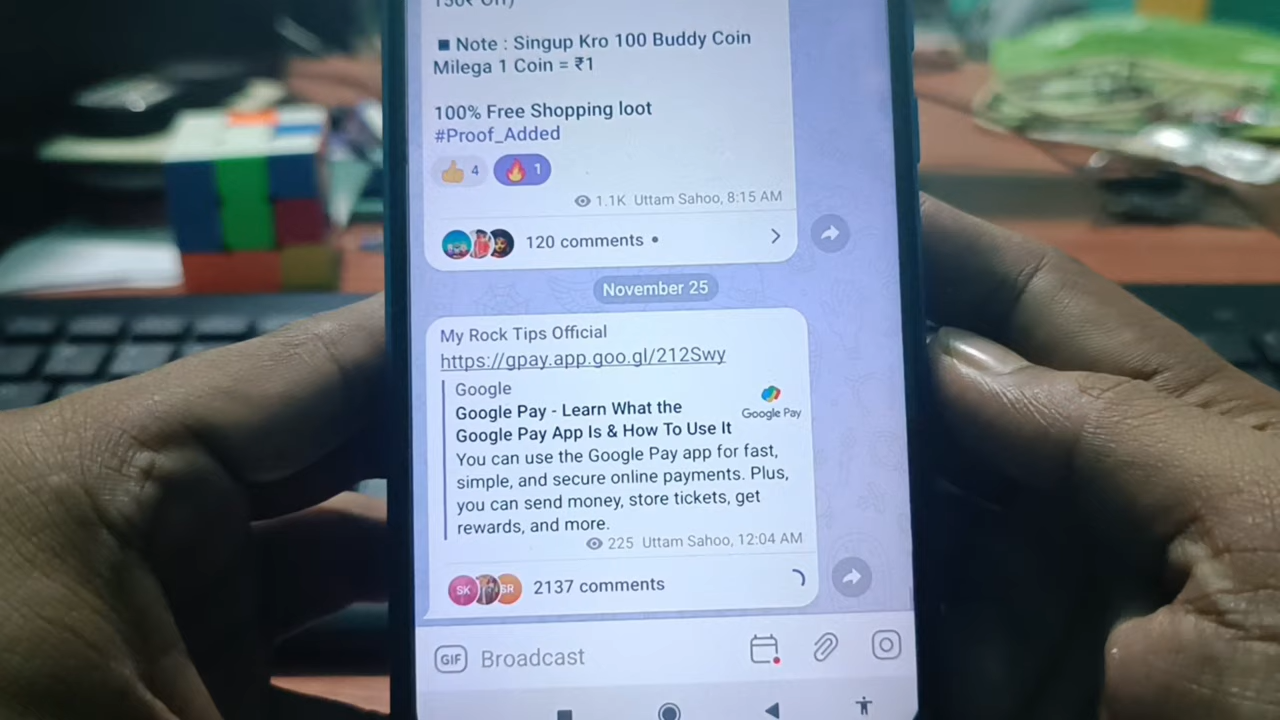 ■ Note : Singup Kro 100 Buddy Coin
Milega 1 Coin = ₹1
100% Free Shopping loot
#Proof_Added
👍 4 🔥 1
1.1K Uttam Sahoo, 8:15 AM
120 comments •
November 25
My Rock Tips Official
https://gpay.app.goo.gl/212Swy
Google
Google Pay - Learn What the
Google Pay App Is & How To Use It
Google Pay
You can use the Google Pay app for fast,
simple, and secure online payments. Plus,
you can send money, store tickets, get
rewards, and more.
225 Uttam Sahoo, 12:04 AM
SK SR 2137 comments
GIF Broadcast